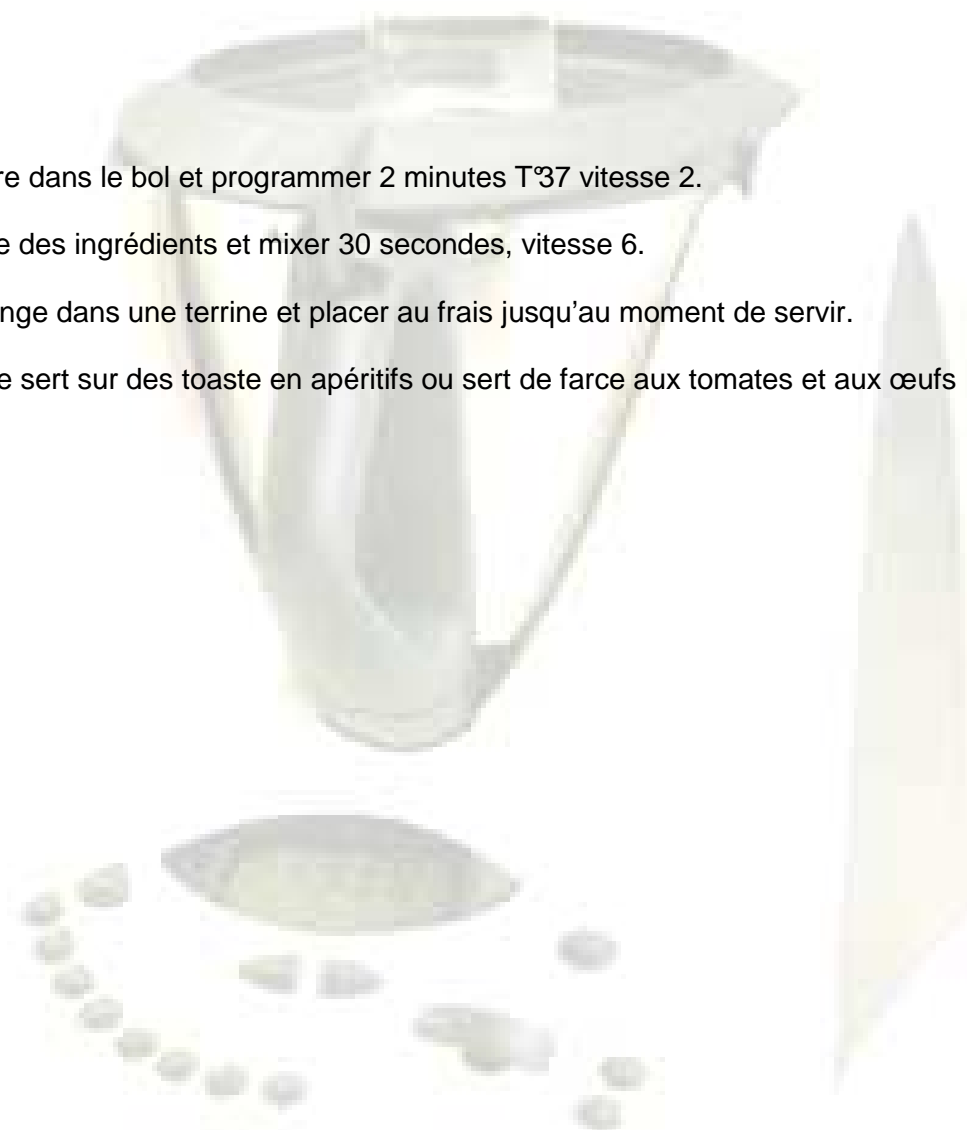 re dans le bol et programmer 2 minutes T°37 vitesse 2.
e des ingrédients et mixer 30 secondes, vitesse 6.
nge dans une terrine et placer au frais jusqu'au moment de servir.
e sert sur des toaste en apéritifs ou sert de farce aux tomates et aux œufs